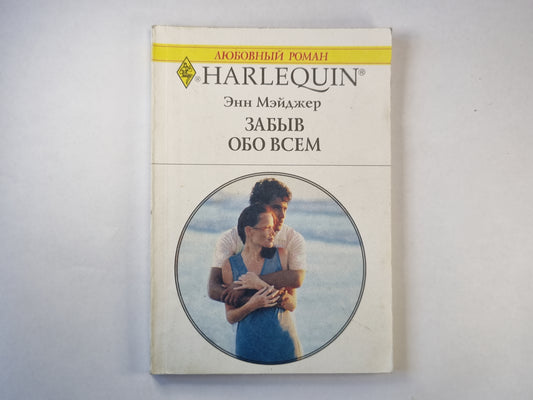 ЛЮБОВНЫЙ РОМАН
® HARLEQUIN®
Энн Мэйджер
ЗАБЫВ
ОБО ВСЕМ